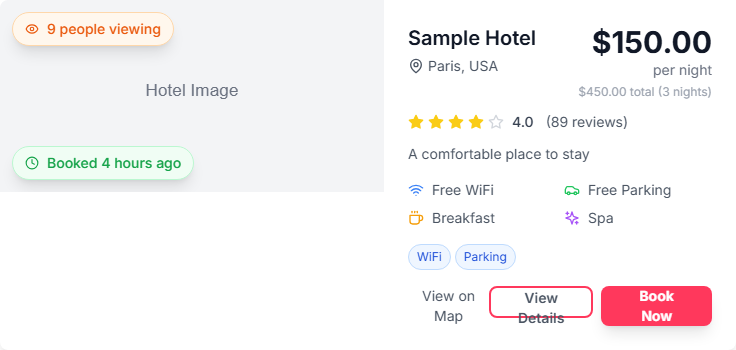 9 people viewing
Hotel Image
Booked 4 hours ago
Sample Hotel
$150.00
Paris, USA
per night
$450.00 total (3 nights)
4.0 (89 reviews)
A comfortable place to stay
Free WiFi
Free Parking
Breakfast
Spa
WiFi
Parking
View on
Map
View
Details
Book
Now